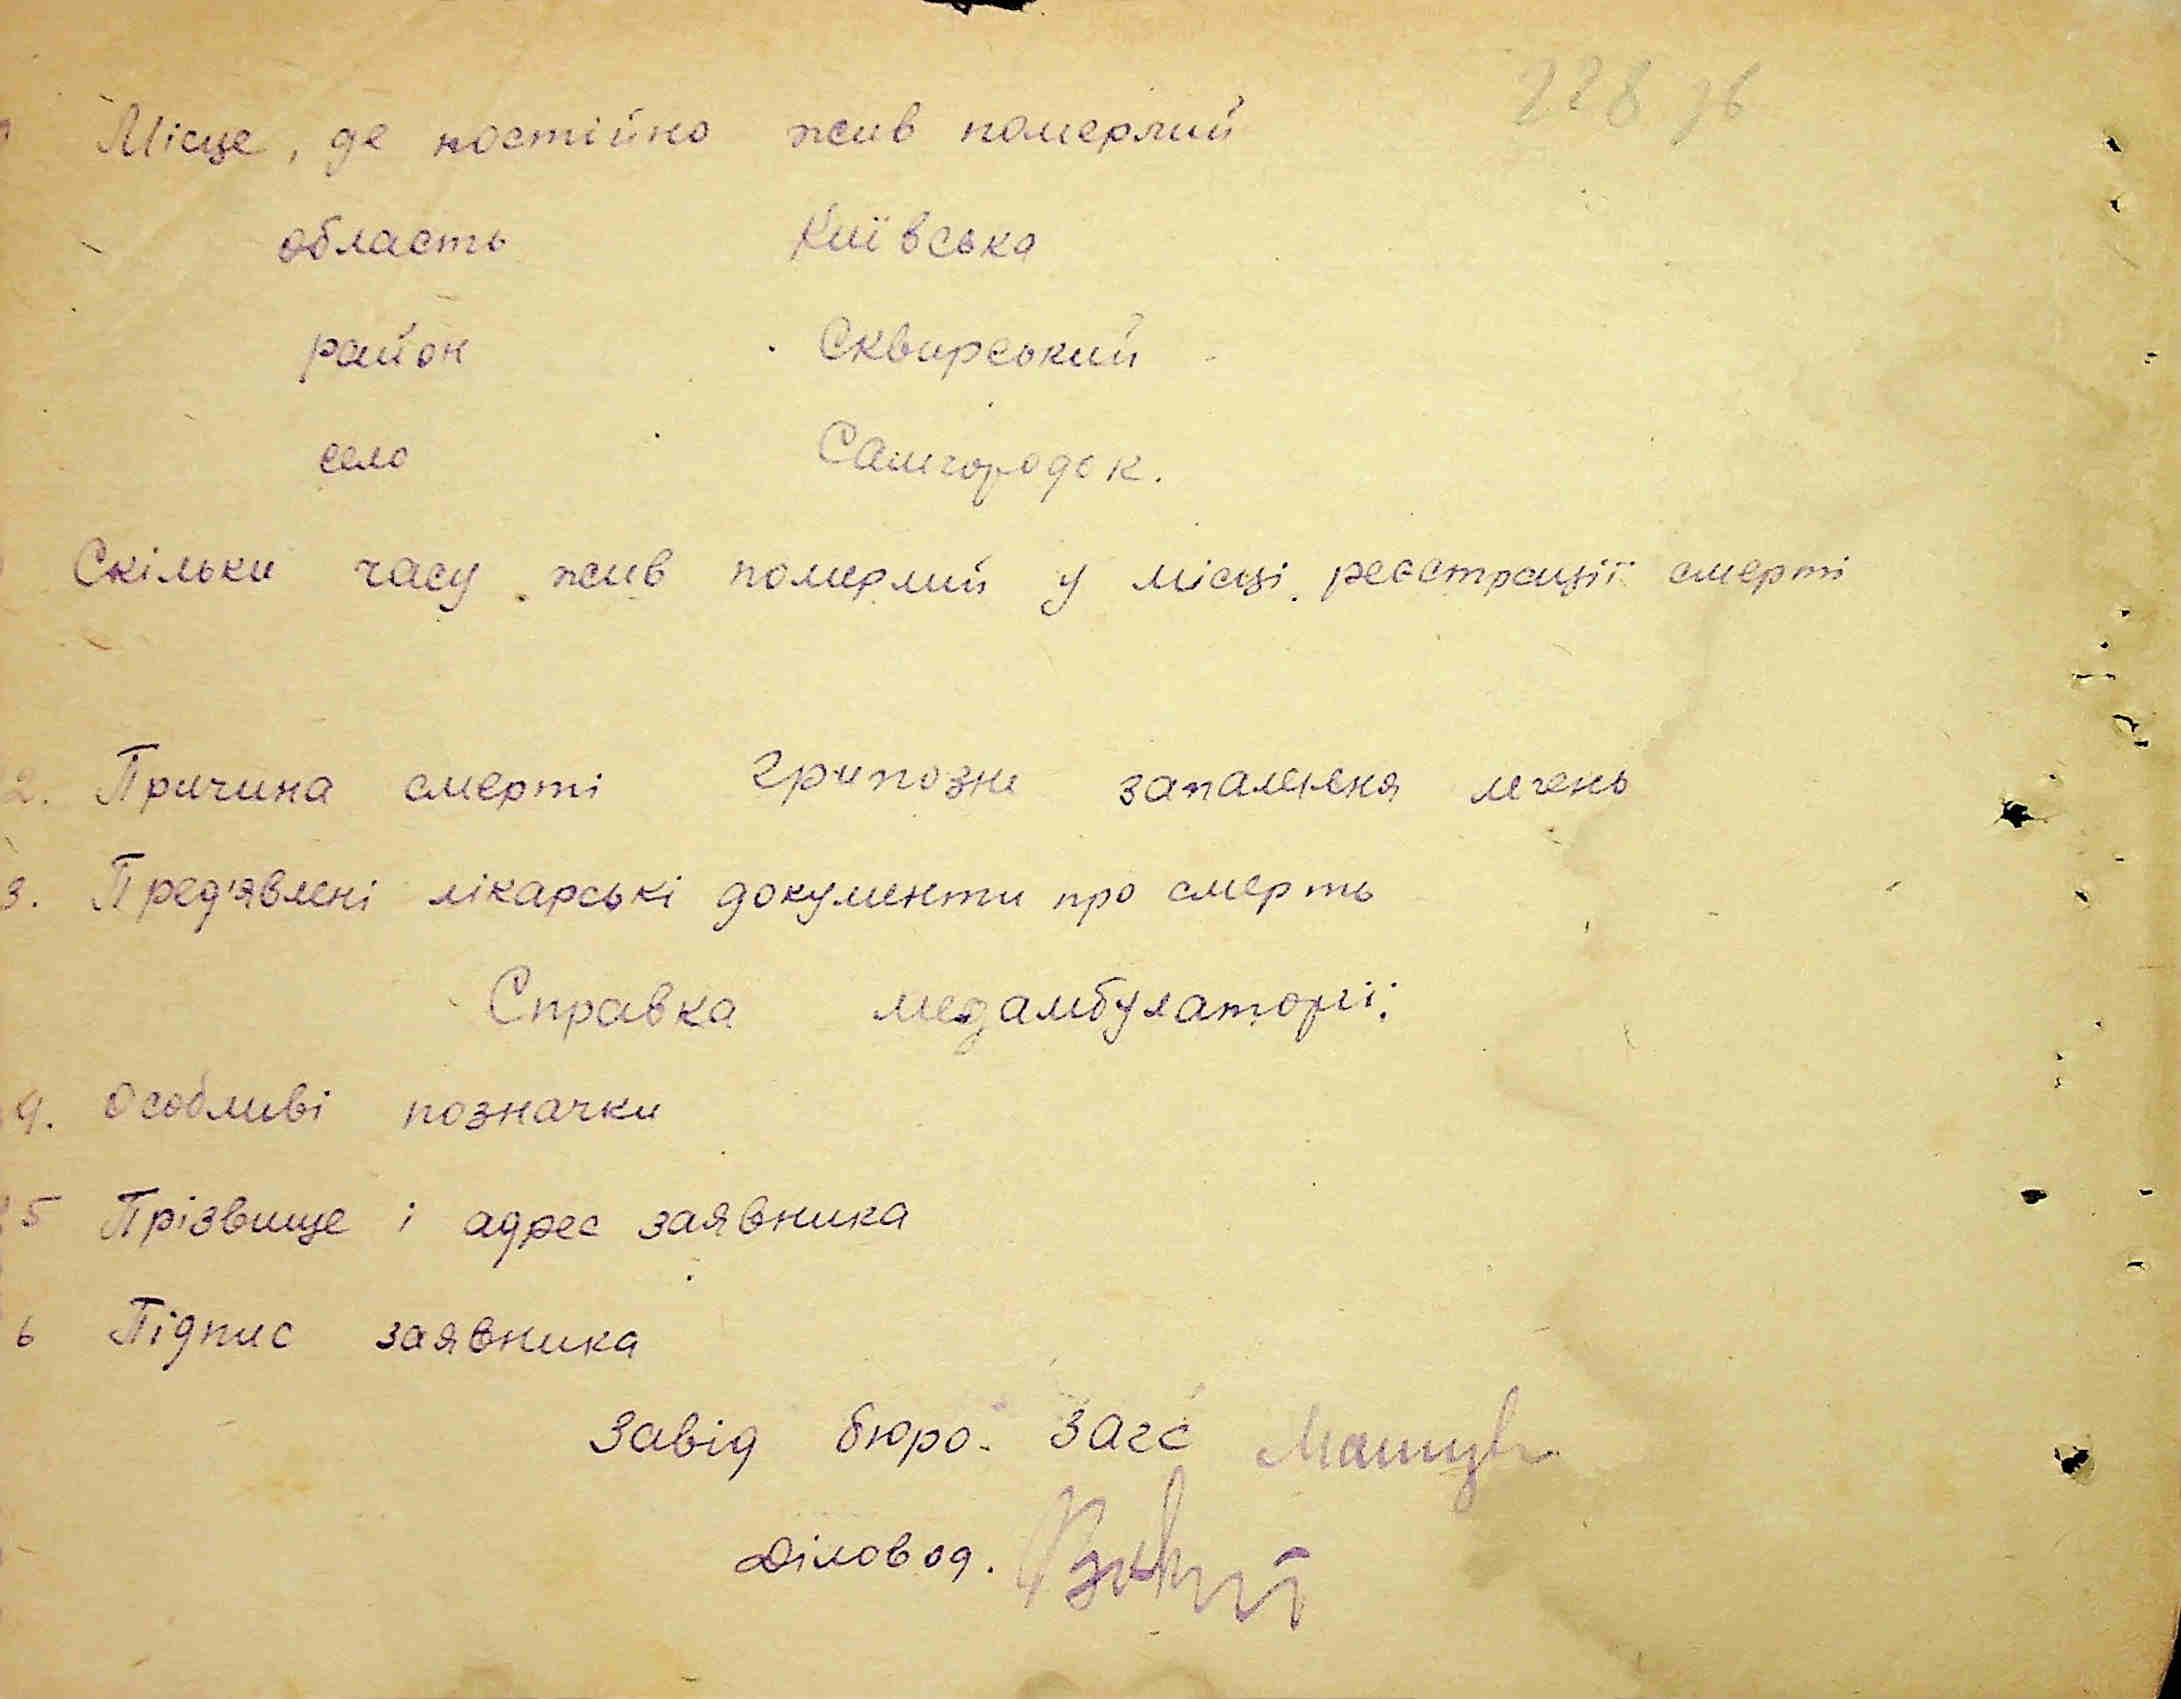 228 зв
Місце, де постійно жив померлий
область Київська
район Сквирський
село Самгородок.
Скільки часу жив померлий у місці реєстрації смерті
2. Причина смерті грипозне запалення легень
3. Пред'явлені лікарські документи про смерть
Справка медамбулаторії.
4. Особливі позначки
5 Прізвище і адрес заявника
6 Підпис заявника
Завід бюро. Загс
Діловод.